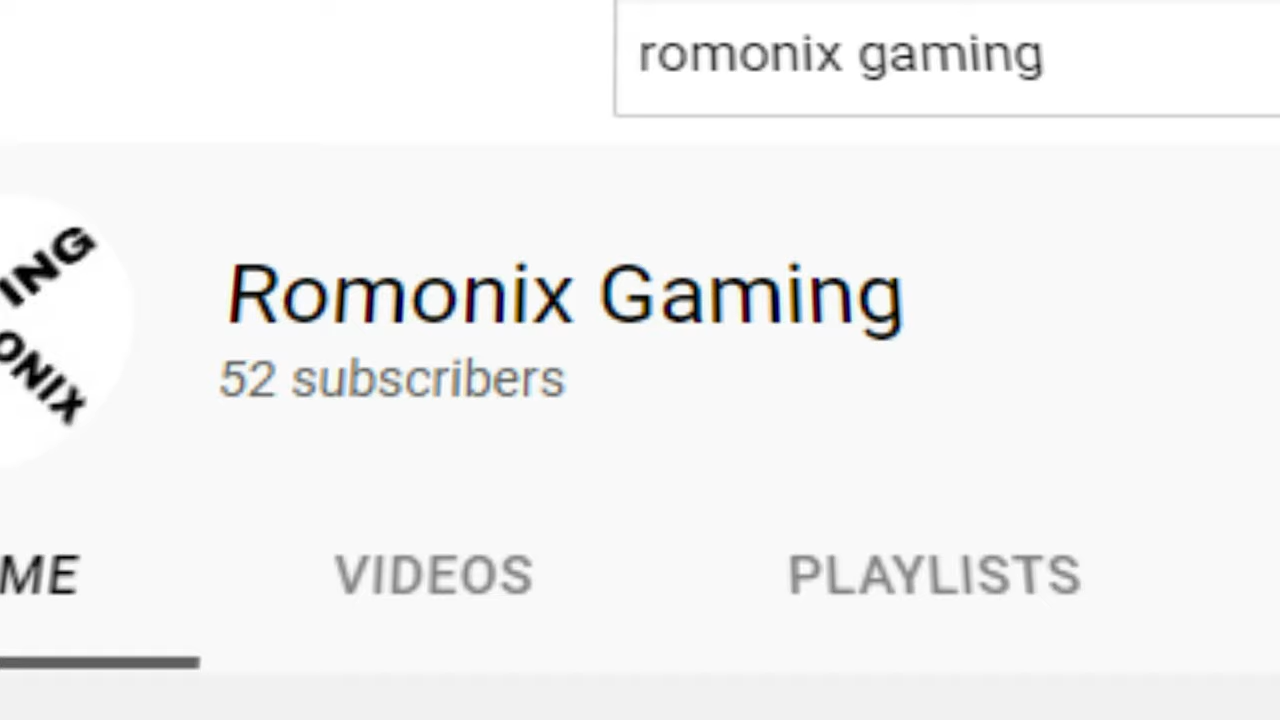 romonix gaming
ING
ONIX
Romonix Gaming
52 subscribers
ME
VIDEOS
PLAYLISTS